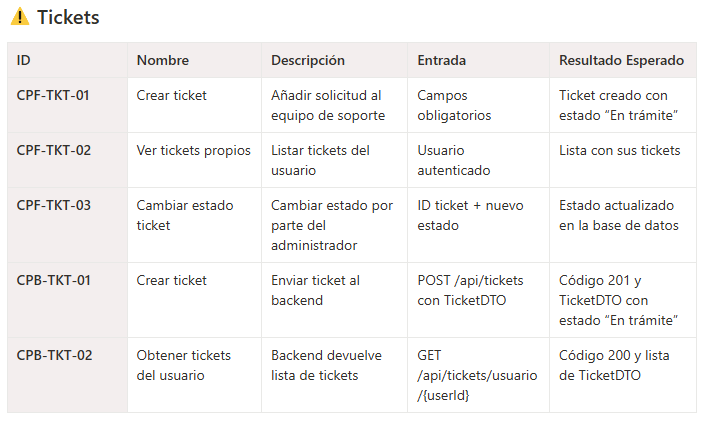 ⚠️ Tickets
ID Nombre Descripción Entrada Resultado Esperado
CPF-TKT-01 Crear ticket Añadir solicitud al Campos Ticket creado con
equipo de soporte obligatorios estado “En trámite”
CPF-TKT-02 Ver tickets propios Listar tickets del Usuario Lista con sus tickets
usuario autenticado
CPF-TKT-03 Cambiar estado Cambiar estado por ID ticket + nuevo Estado actualizado
ticket parte del estado en la base de datos
administrador
CPB-TKT-01 Crear ticket Enviar ticket al POST /api/tickets Código 201 y
backend con TicketDTO TicketDTO con
estado “En trámite”
CPB-TKT-02 Obtener tickets Backend devuelve GET Código 200 y lista
del usuario lista de tickets /api/tickets/usuario de TicketDTO
/{userId}